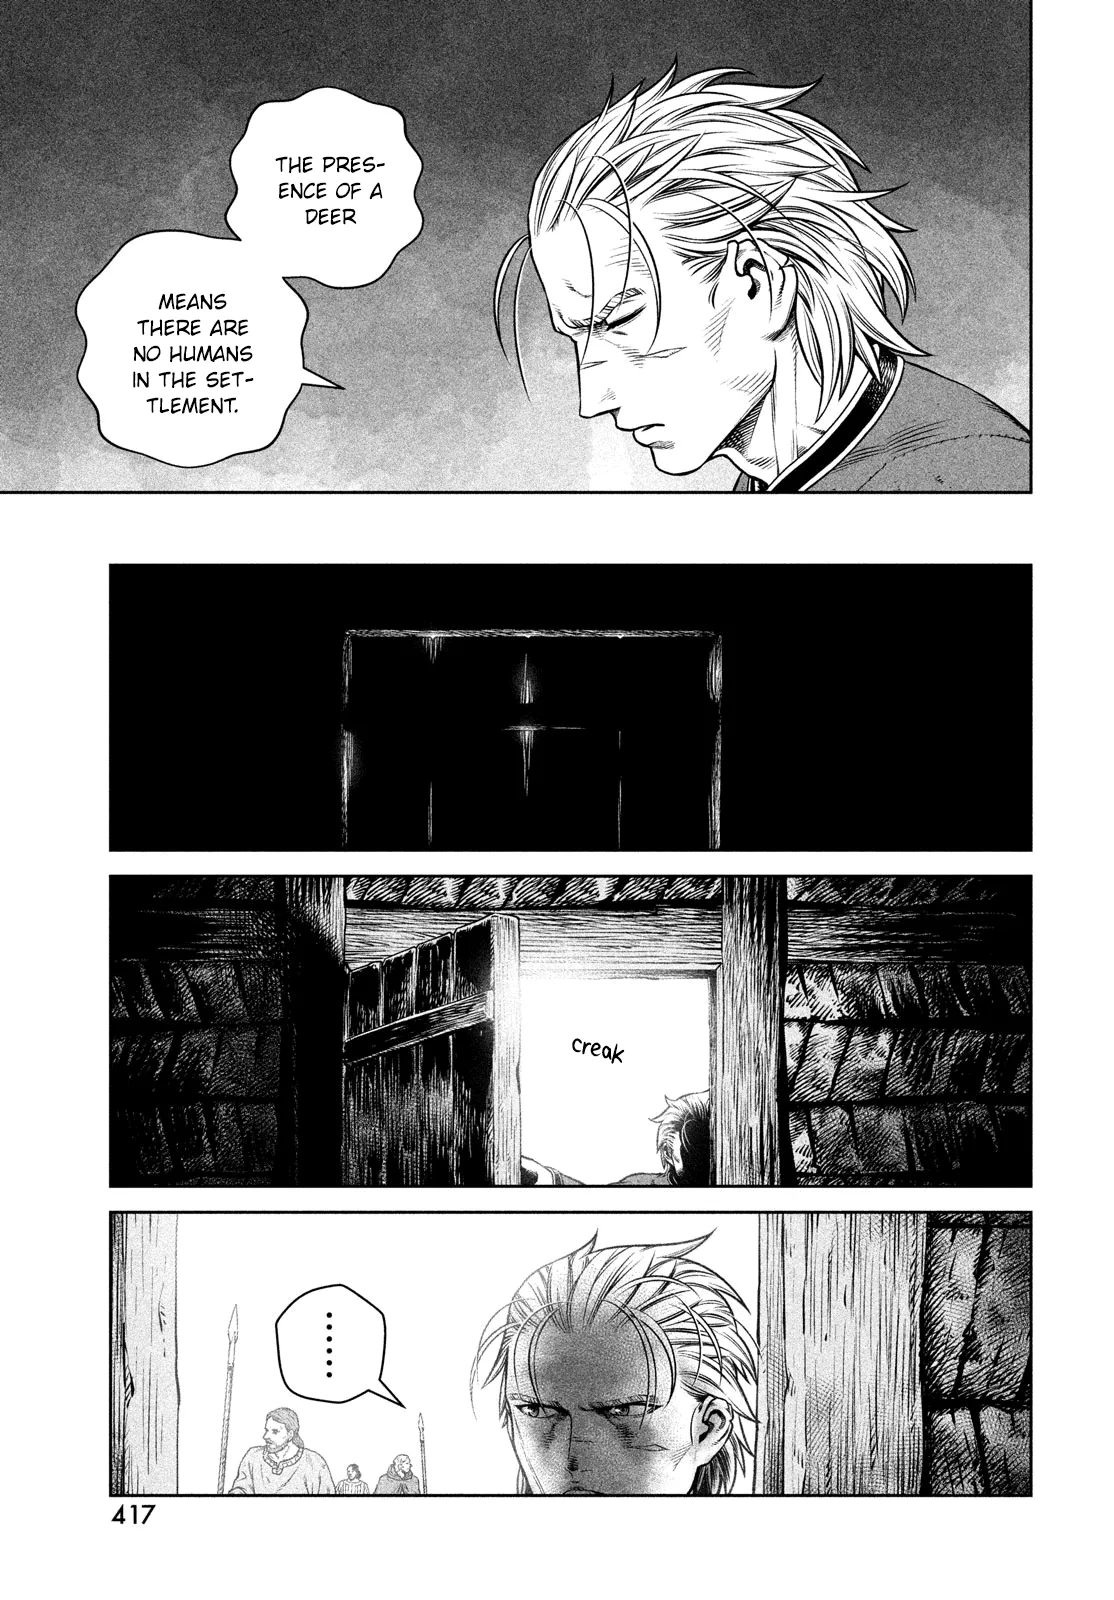 THE PRES-
ENCE OF A
DEER
MEANS
THERE ARE
NO HUMANS
IN THE SET-
TLEMENT.
creak
......
417